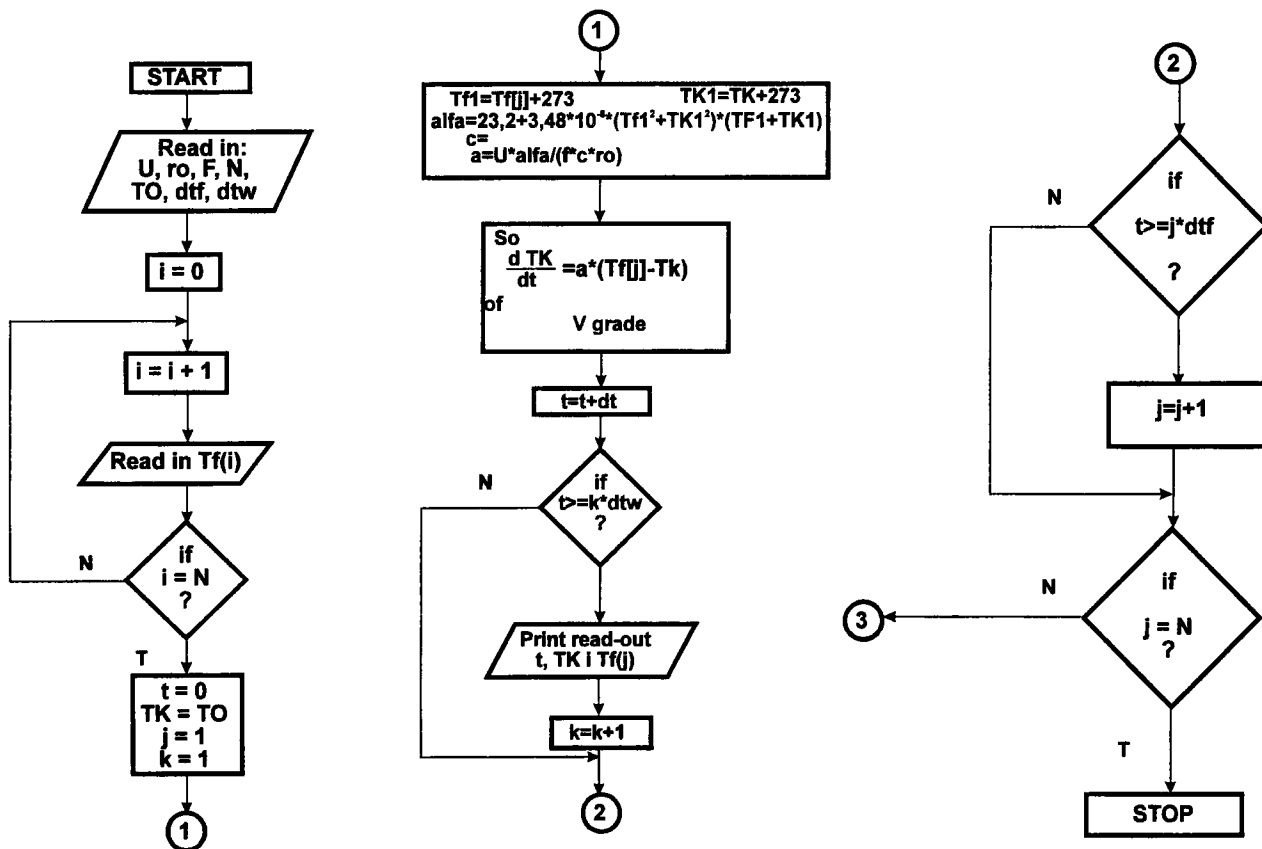 START
Read in:
U, ro, F, N,
TO, dtf, dtw
i = 0
i = i + 1
Read in Tf(i)
if
i = N
?
N
T
t = 0
TK = TO
j = 1
k = 1
1
1
Tf1=Tf[j]+273 TK1=TK+273
alfa=23,2+3,48*10⁻⁸*(Tf1²+TK1²)*(TF1+TK1)
c=
a=U*alfa/(f*c*ro)
So
d TK
dt
=a*(Tf[j]-Tk)
of
V grade
t=t+dt
if
t>=k*dtw
?
N
Print read-out
t, TK i Tf(j)
k=k+1
2
2
if
t>=j*dtf
?
N
j=j+1
if
j = N
?
N
3
T
STOP